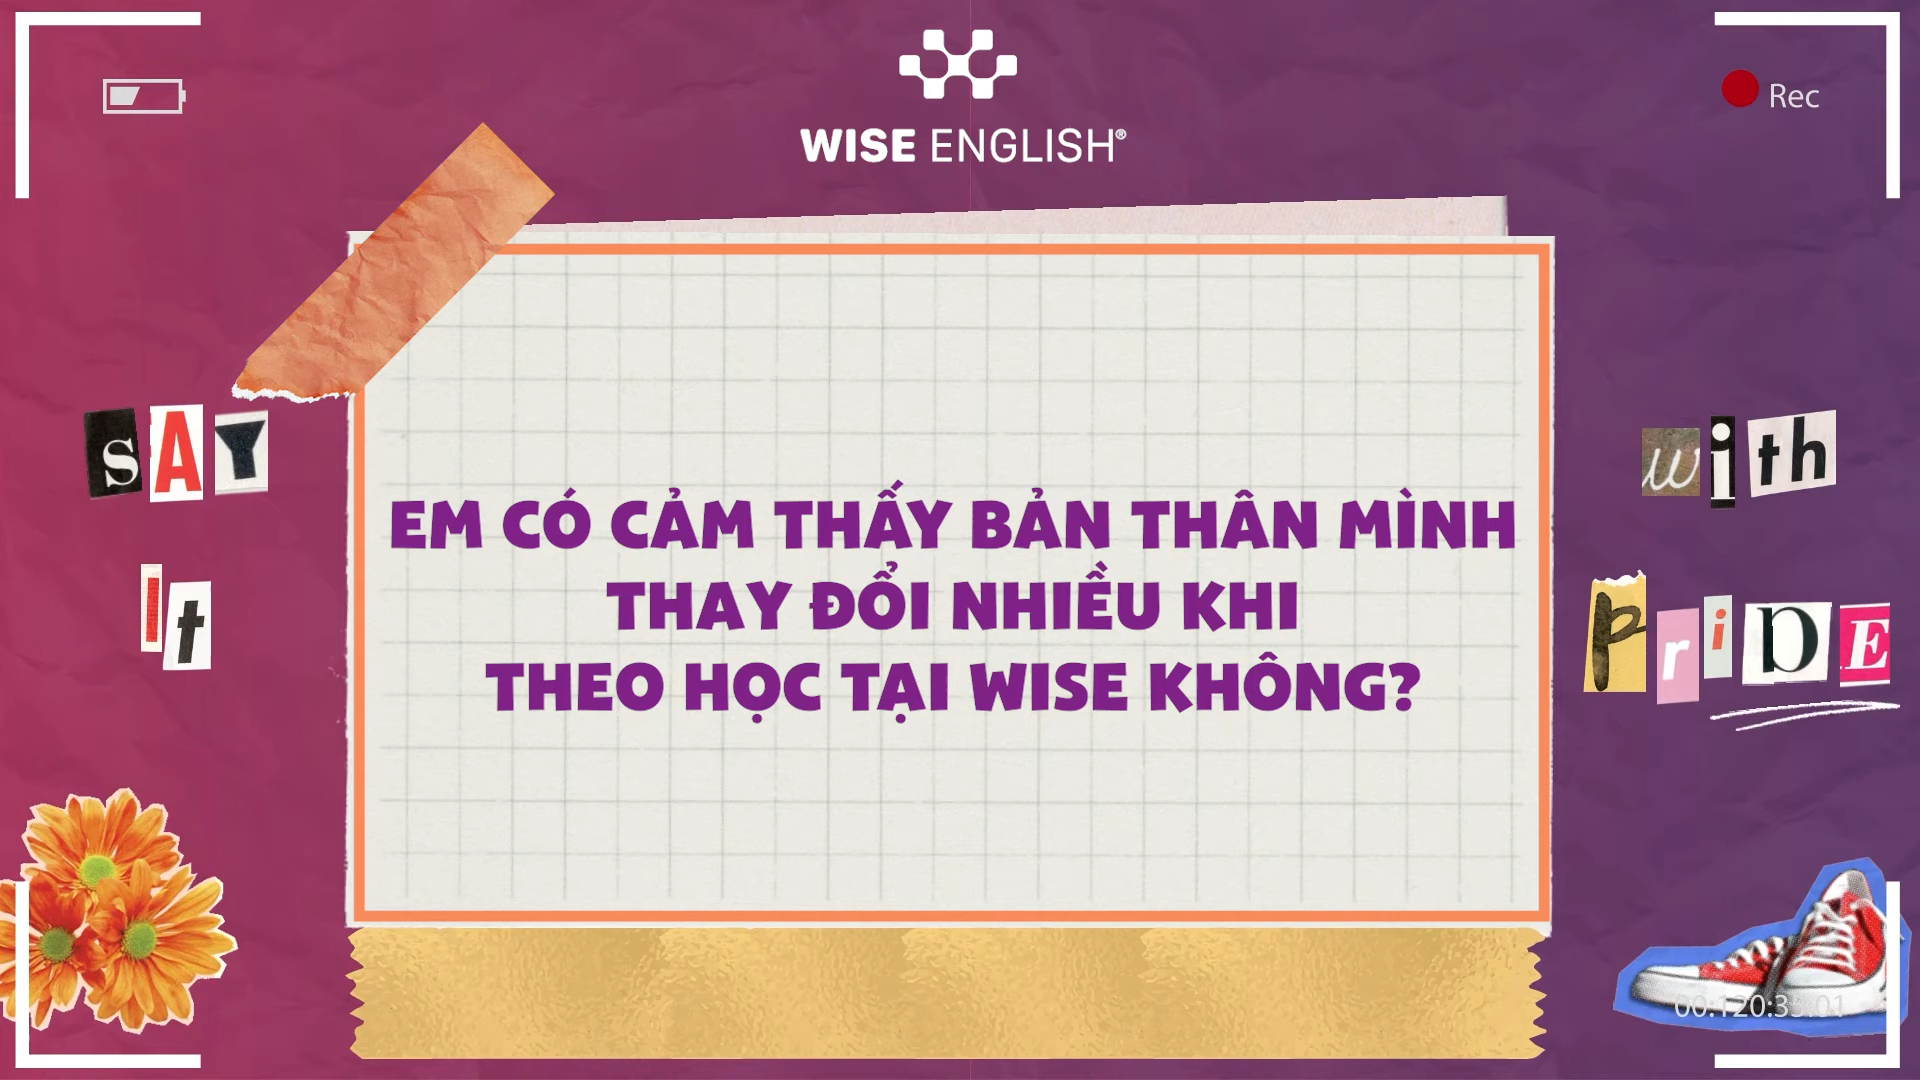 Rec
WISE ENGLISH®
SAY
It
with
PriDE
EM CÓ CẢM THẤY BẢN THÂN MÌNH
THAY ĐỔI NHIỀU KHI
THEO HỌC TẠI WISE KHÔNG?